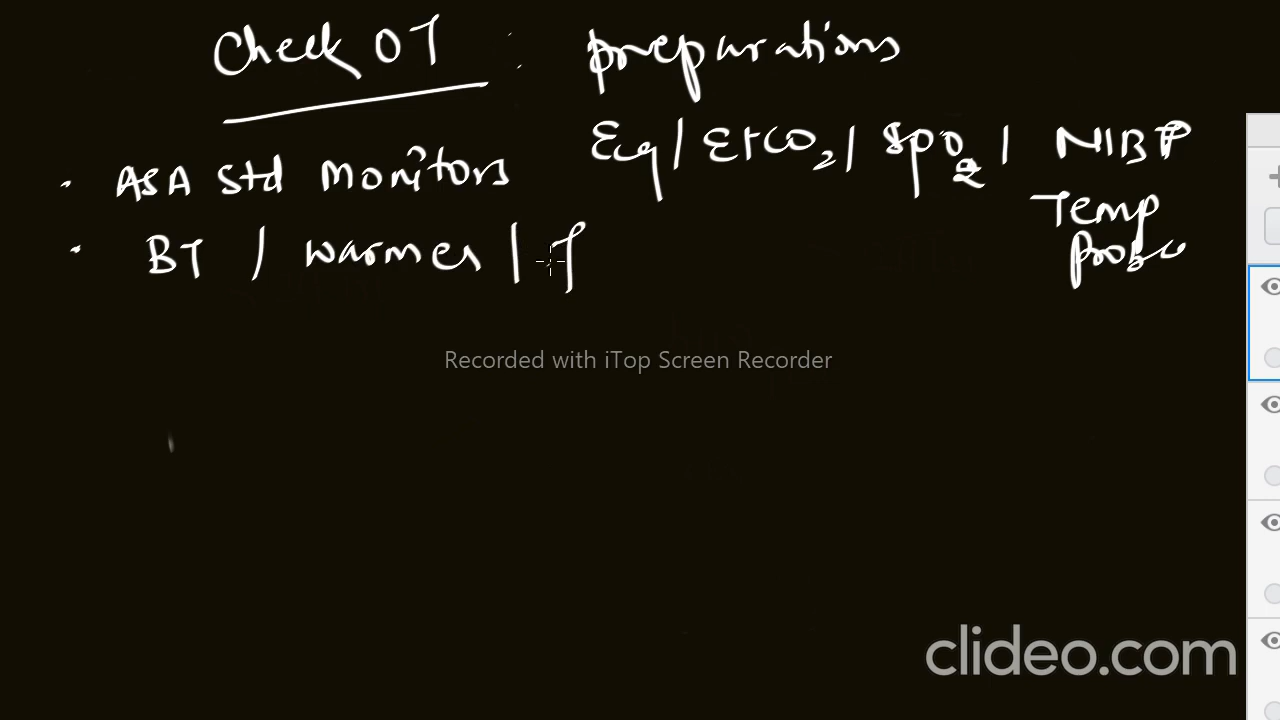 Check OT : preparations
• ASA Std Monitors Ecg / EtCO₂ / SpO₂ / NIBP
Temp
probe
• BT / warmer /
Recorded with iTop Screen Recorder
clideo.com